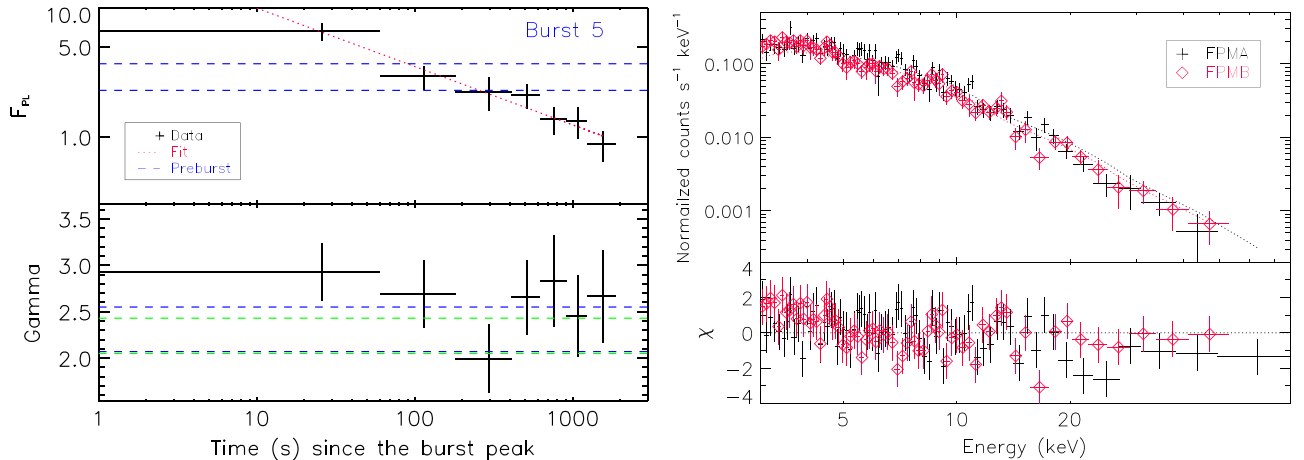 Burst 5
10.0
5.0
1.0
F_PL
Data
Fit
Preburst
3.5
3.0
2.5
2.0
Gamma
1 10 100 1000
Time (s) since the burst peak
FPMA
FPMB
0.100
0.010
0.001
Normailzed counts s⁻¹ keV⁻¹
4
2
0
−2
−4
χ
5 10 20
Energy (keV)